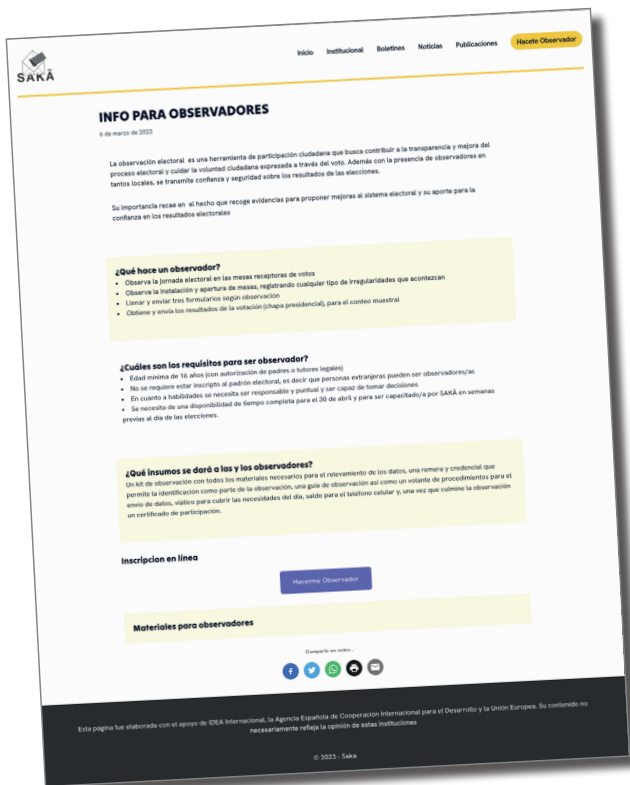 SAKÃ
Inicio Institucional Boletines Noticias Publicaciones Hacete Observador
INFO PARA OBSERVADORES
6 de marzo de 2023
La observación electoral es una herramienta de participación ciudadana que busca contribuir a la transparencia y mejora del
proceso electoral y cuidar la voluntad ciudadana expresada a través del voto. Además con la presencia de observadores en
tantos locales, se transmite confianza y seguridad sobre los resultados de las elecciones.
Su importancia recae en el hecho que recoge evidencias para proponer mejoras al sistema electoral y su aporte para la
confianza en los resultados electorales
¿Qué hace un observador?
• Observa la jornada electoral en las mesas receptoras de votos
• Observa la instalación y apertura de mesas, registrando cualquier tipo de irregularidades que acontezcan
• Llenar y enviar tres formularios según observación
• Obtiene y envía los resultados de la votación (chapa presidencial), para el conteo muestral
¿Cuáles son los requisitos para ser observador?
• Edad mínima de 16 años (con autorización de padres o tutores legales)
• No se requiere estar inscripto al padrón electoral, es decir que personas extranjeras pueden ser observadores/as
• En cuanto a habilidades se necesita ser responsable y puntual y ser capaz de tomar decisiones
• Se necesita de una disponibilidad de tiempo completa para el 30 de abril y para ser capacitado/a por SAKÃ en semanas
previas al día de las elecciones.
¿Qué insumos se dará a las y los observadores?
Un kit de observación con todos los materiales necesarios para el relevamiento de los datos, una remera y credencial que
permite la identificación como parte de la observación, una guía de observación así como un volante de procedimientos para el
envío de datos, viático para cubrir las necesidades del día, saldo para el teléfono celular y, una vez que culmine la observación
un certificado de participación.
Inscripcion en línea
Hacerme Observador
Materiales para observadores
Compartir en redes...
Esta página fue elaborada con el apoyo de IDEA Internacional, la Agencia Española de Cooperación Internacional para el Desarrollo y la Unión Europea. Su contenido no
necesariamente refleja la opinión de estas instituciones
© 2023 - Saka